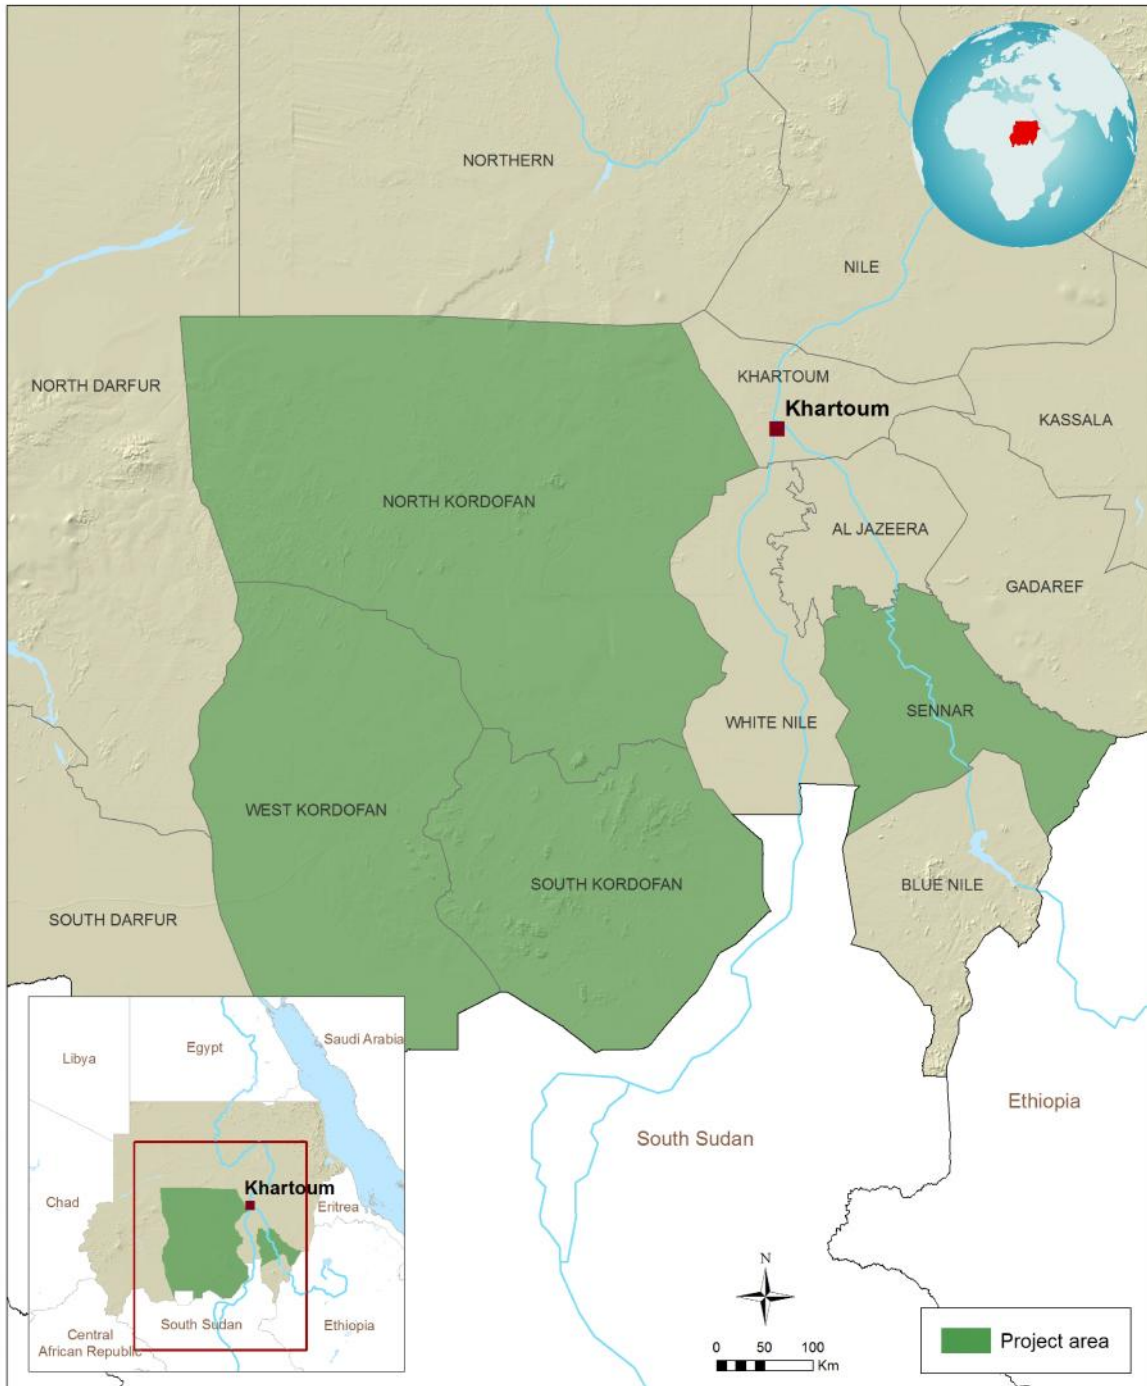 NORTHERN
NILE
NORTH DARFUR
KHARTOUM
Khartoum
KASSALA
NORTH KORDOFAN
AL JAZEERA
GADAREF
SENNAR
WHITE NILE
WEST KORDOFAN
SOUTH KORDOFAN
BLUE NILE
SOUTH DARFUR
Ethiopia
South Sudan
Libya
Egypt
Saudi Arabia
Khartoum
Chad
Eritrea
South Sudan
Ethiopia
Central
African Republic
N
0 25 50 100
Km
Project area